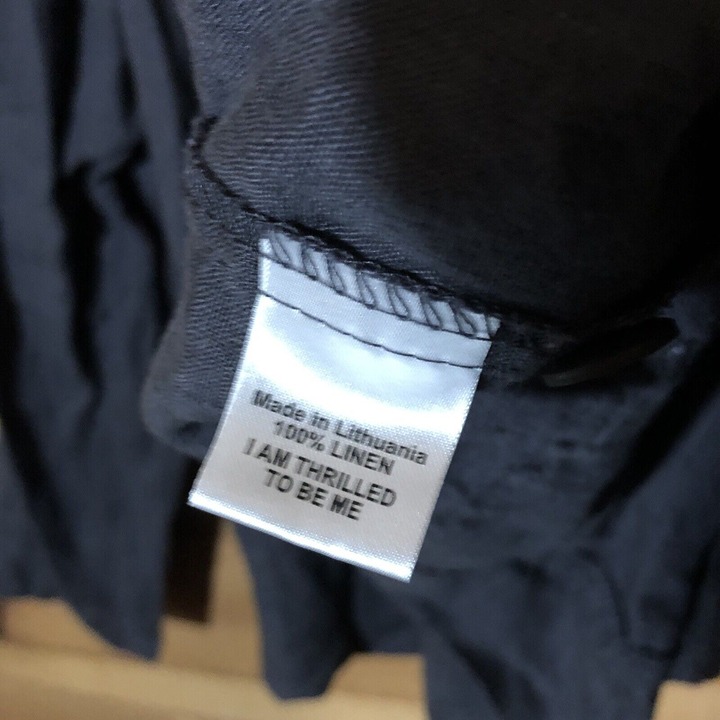 Made in Lithuania
100% LINEN
I AM THRILLED
TO BE ME